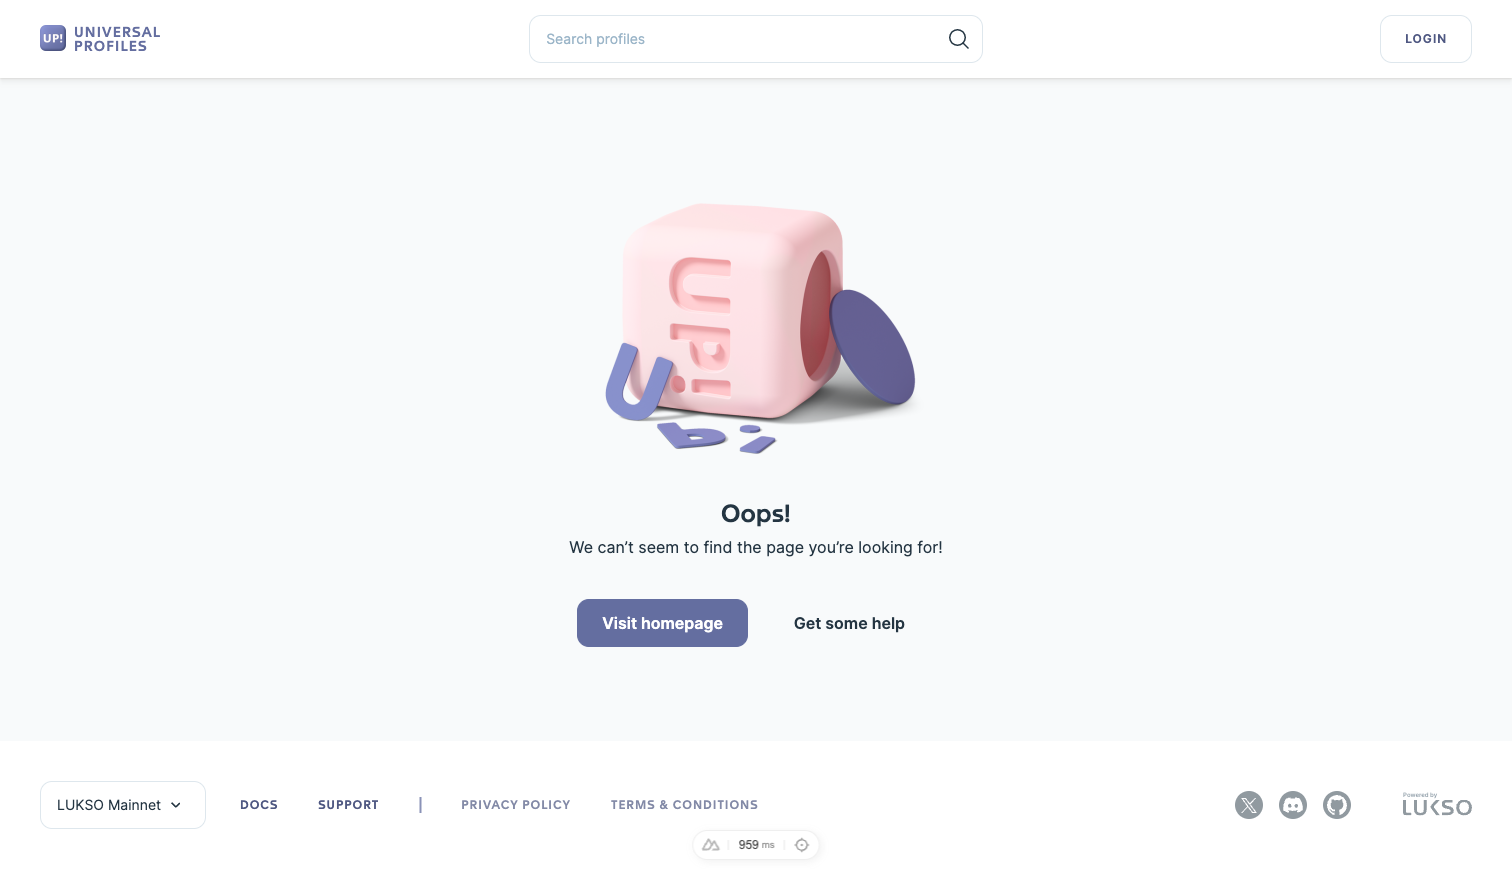 UP!
UNIVERSAL
PROFILES
Search profiles
LOGIN
UP!
U
p
i
Oops!
We can’t seem to find the page you’re looking for!
Visit homepage
Get some help
LUKSO Mainnet
DOCS
SUPPORT
|
PRIVACY POLICY
TERMS & CONDITIONS
Powered by
LUKSO
959 ms